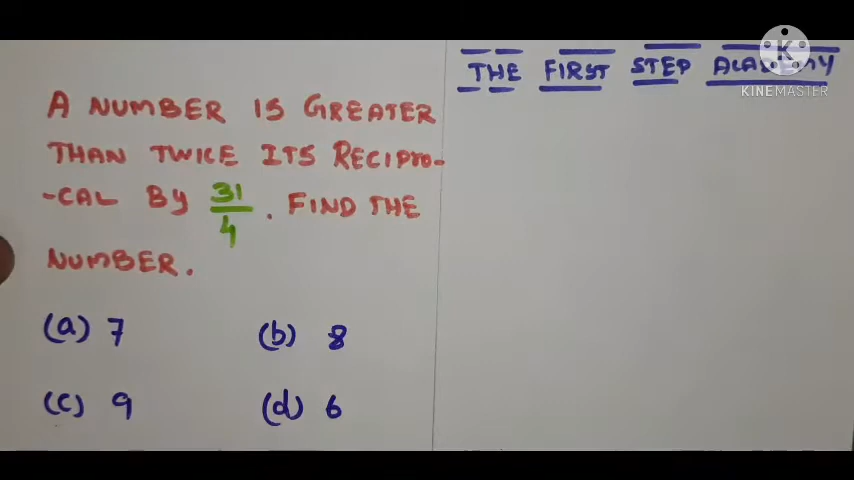 A NUMBER IS GREATER
THAN TWICE ITS RECIPRO-
-CAL BY 31/4. FIND THE
NUMBER.
(a) 7 (b) 8
(c) 9 (d) 6
THE FIRST STEP ACADEMY
KINEMASTER